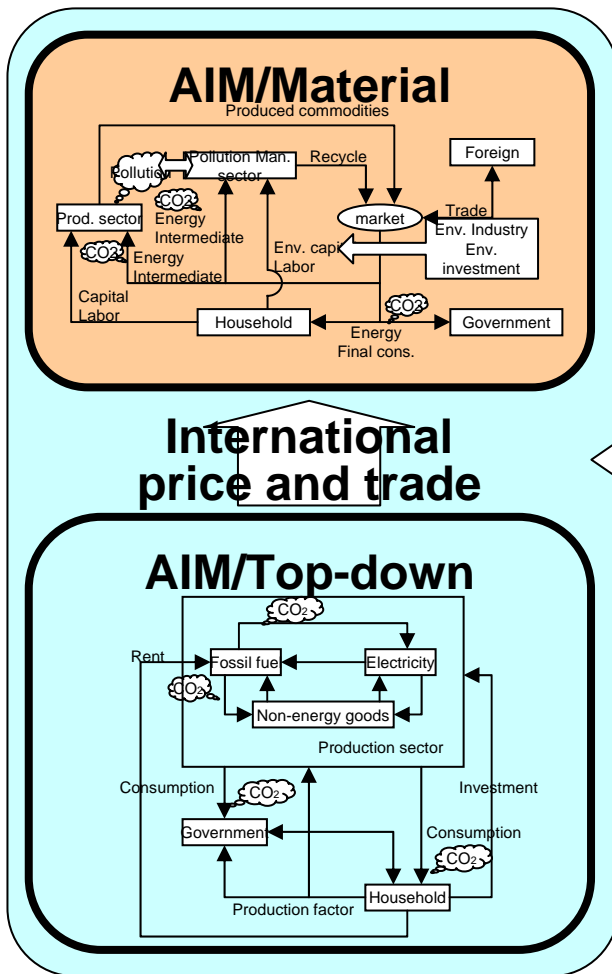 AIM/Material
Produced commodities
Pollution
Pollution Man.
sector
Recycle
Foreign
CO2
Prod. sector
Energy
Intermediate
market
Trade
CO2
Energy
Intermediate
Env. capi
Labor
Env. Industry
Env.
investment
Capital
Labor
Household
CO2
Energy
Final cons.
Government
International
price and trade
AIM/Top-down
CO2
Rent
Fossil fue
Electricity
CO2
Non-energy goods
Production sector
Consumption
CO2
Investment
Government
Consumption
CO2
Production factor
Household